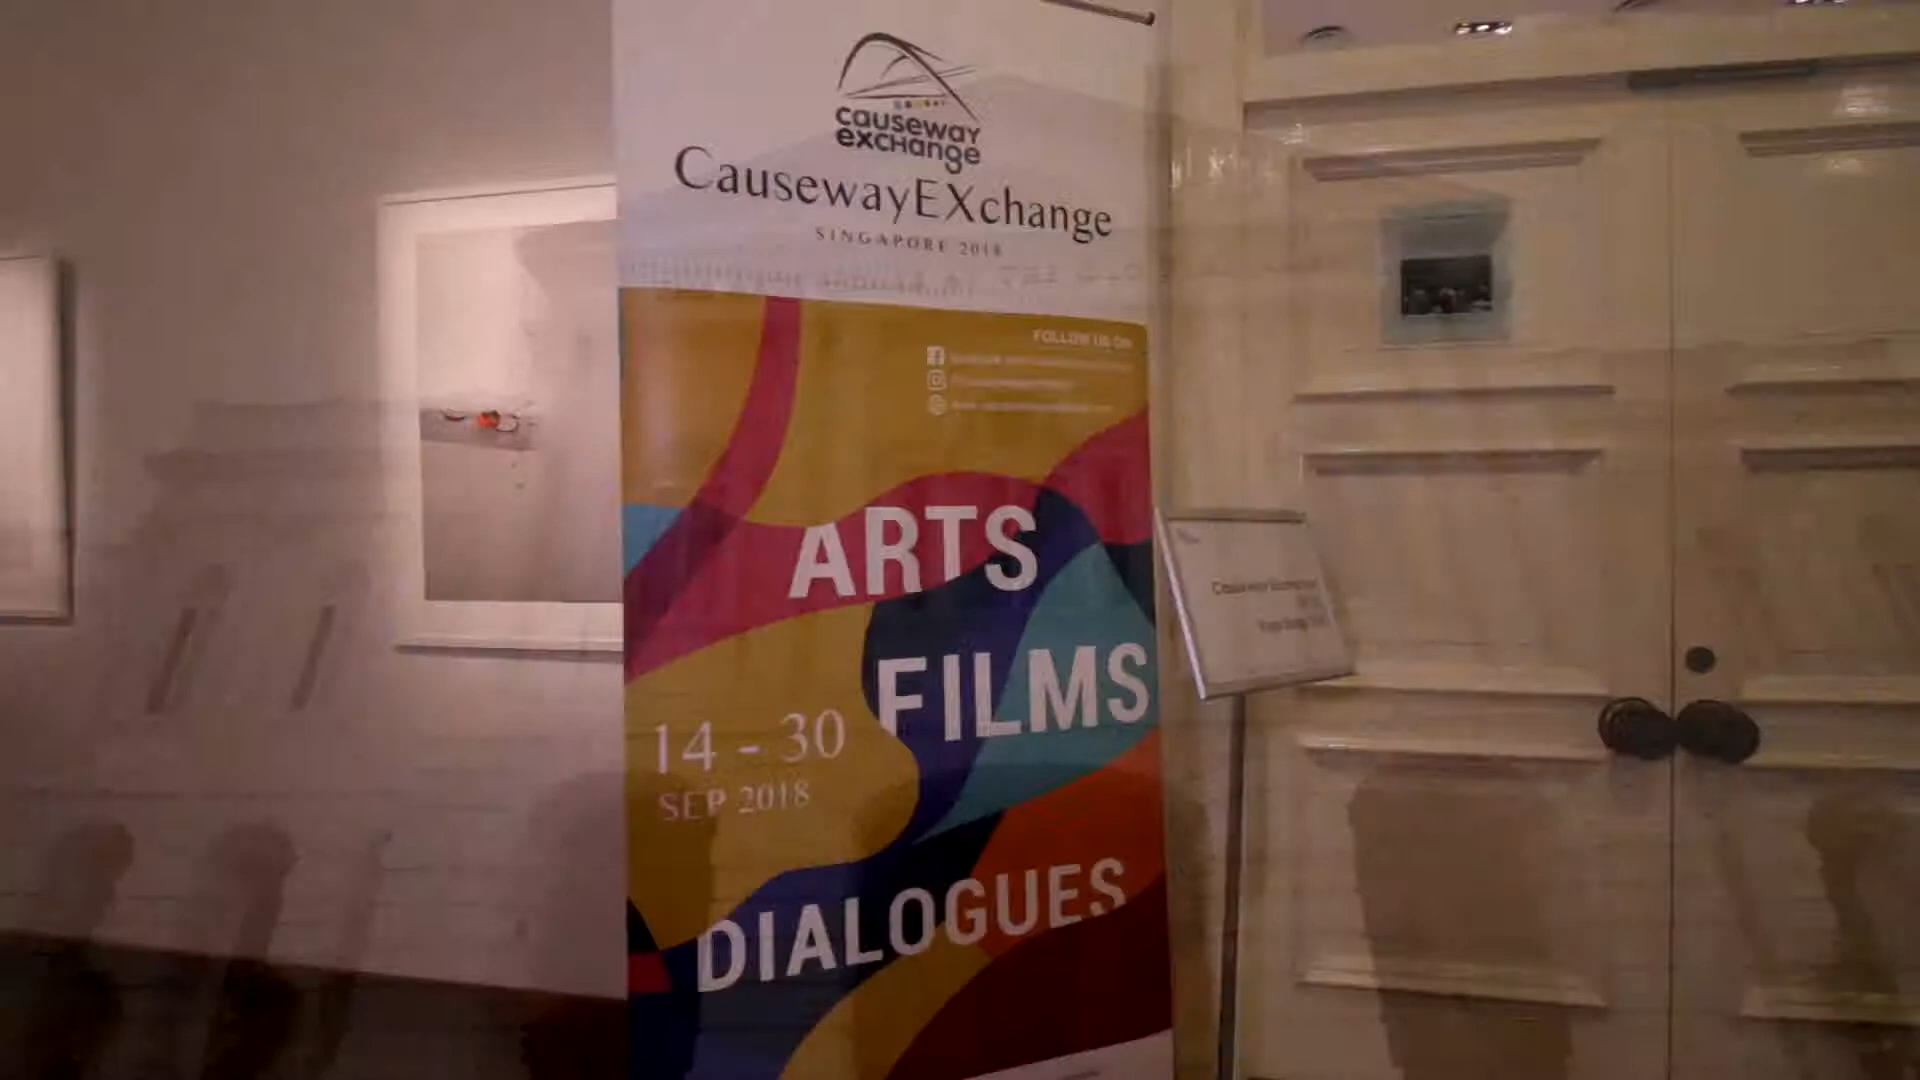 causeway
exchange
CausewayEXchange
SINGAPORE 2018
FOLLOW US ON
ARTS
FILMS
14 - 30
SEP 2018
DIALOGUES